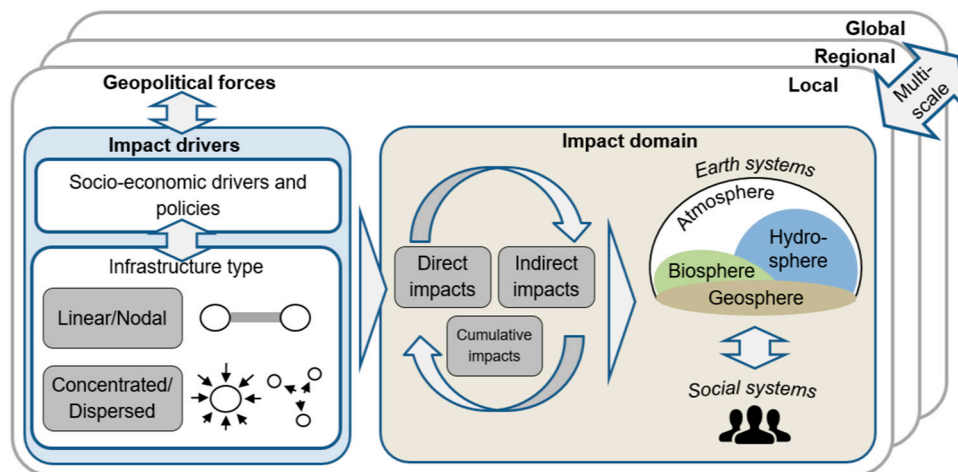 Global
Regional
Local
Multi-
scale
Geopolitical forces
Impact drivers
Socio-economic drivers and
policies
Infrastructure type
Linear/Nodal
Concentrated/
Dispersed
Impact domain
Direct
impacts
Indirect
impacts
Cumulative
impacts
Earth systems
Atmosphere
Hydro-
sphere
Biosphere
Geosphere
Social systems